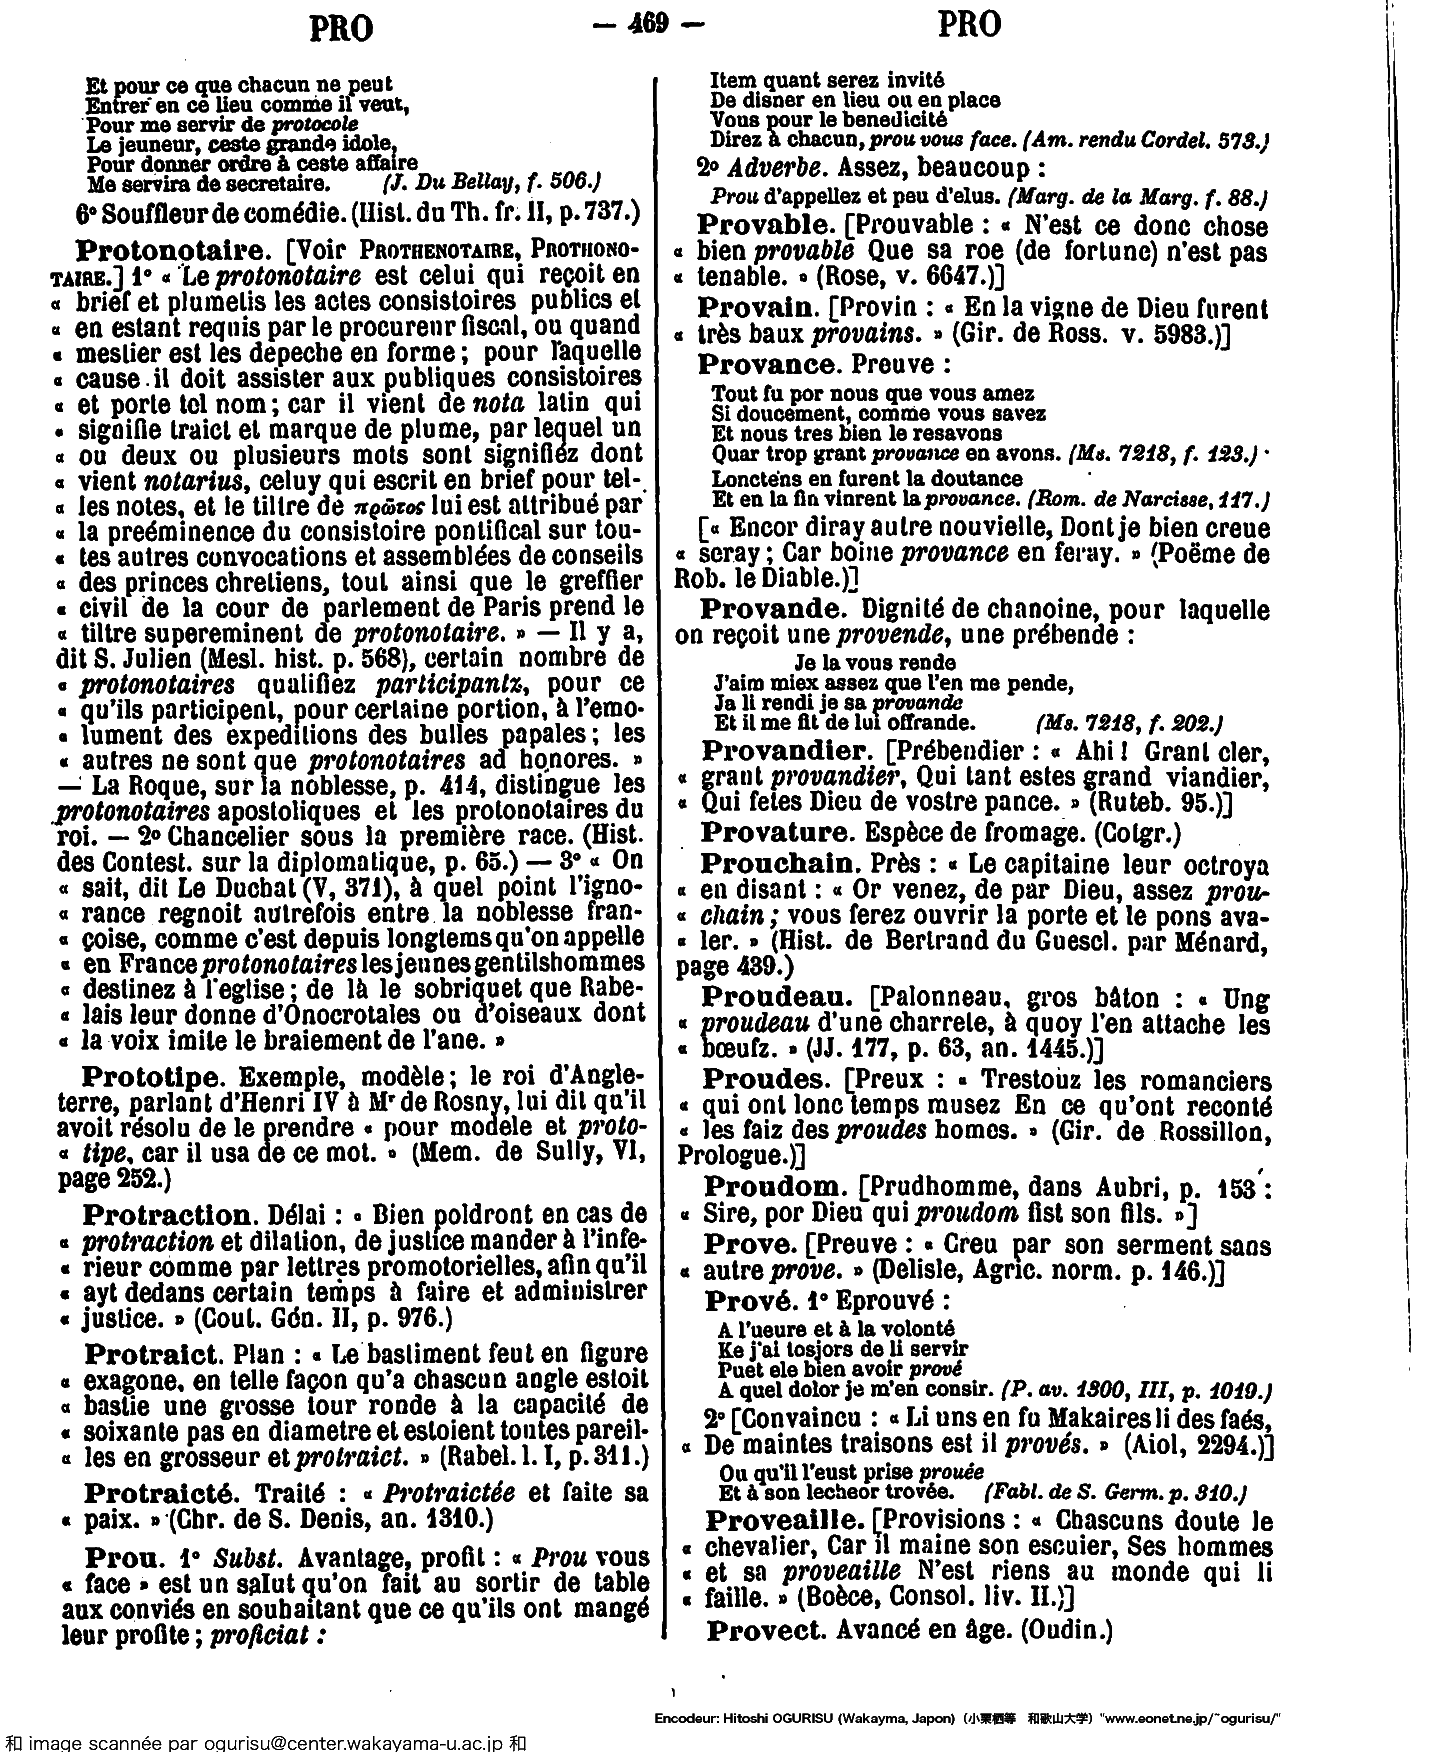 PRO
— 469 —
PRO
Et pour ce que chacun ne peut
Entrer en ce lieu comme il veut,
Pour me servir de protocole
Le jeuneur, ceste grande idole,
Pour donner ordre à ceste affaire
Me servira de secretaire. (J. Du Bellay, f. 506.)
6° Souffleur de comédie. (Hist. du Th. fr. II, p. 737.)
Protonotaire. [Voir PROTHENOTAIRE, PROTHONO-
TAIRE.] 1° « Le protonotaire est celui qui reçoit en
« brief et plumetis les actes consistoires publics et
« en estant requis par le procureur fiscal, ou quand
« mestier est les depeche en forme ; pour laquelle
« cause il doit assister aux publiques consistoires
« et porte tel nom ; car il vient de nota latin qui
« signifie traict et marque de plume, par lequel un
« ou deux ou plusieurs mots sont signifiez dont
« vient notarius, celuy qui escrit en brief pour tel-
« les notes, et le tiltre de πρῶτος lui est attribué par
« la preéminence du consistoire pontifical sur tou-
« tes autres convocations et assemblées de conseils
« des princes chretiens, tout ainsi que le greffier
« civil de la cour de parlement de Paris prend le
« tiltre supereminent de protonotaire. » — Il y a,
dit S. Julien (Mesl. hist. p. 568), certain nombre de
« protonotaires qualifiez participantz, pour ce
« qu'ils participent, pour certaine portion, à l'emo-
« lument des expeditions des bulles papales ; les
« autres ne sont que protonotaires ad honores. »
— La Roque, sur la noblesse, p. 414, distingue les
protonotaires apostoliques et les protonotaires du
roi. — 2° Chancelier sous la première race. (Hist.
des Contest. sur la diplomatique, p. 65.) — 3° « On
« sait, dit Le Duchat (V, 371), à quel point l'igno-
« rance regnoit autrefois entre la noblesse fran-
« çoise, comme c'est depuis longtems qu'on appelle
« en France protonotaires les jeunes gentilshommes
« destinez à l'eglise ; de là le sobriquet que Rabe-
« lais leur donne d'Onocrotales ou d'oiseaux dont
« la voix imite le braiement de l'ane. »
Prototipe. Exemple, modèle ; le roi d'Angle-
terre, parlant d'Henri IV à Mr de Rosny, lui dit qu'il
avoit résolu de le prendre « pour modele et proto-
« tipe, car il usa de ce mot. » (Mem. de Sully, VI,
page 252.)
Protraction. Délai : « Bien poldront en cas de
« protraction et dilation, de justice mander à l'infe-
« rieur comme par lettres promotorielles, afin qu'il
« ayt dedans certain temps à faire et administrer
« justice. » (Cout. Gén. II, p. 976.)
Protraict. Plan : « Le bastiment feut en figure
« exagone, en telle façon qu'a chascun angle estoit
« bastie une grosse tour ronde à la capacité de
« soixante pas en diametre et estoient toutes pareil-
« les en grosseur et protraict. » (Rabel. l. I, p. 311.)
Protraicté. Traité : « Protraictée et faite sa
« paix. » (Chr. de S. Denis, an. 1310.)
Prou. 1° Subst. Avantage, profit : « Prou vous
« face » est un salut qu'on fait au sortir de table
aux conviés en souhaitant que ce qu'ils ont mangé
leur profite ; proficiat :
Item quant serez invité
De disner en lieu ou en place
Vous pour le benedicité
Direz à chacun, prou vous face. (Am. rendu Cordel. 573.)
2° Adverbe. Assez, beaucoup :
Prou d'appellez et peu d'elus. (Marg. de la Marg. f. 88.)
Provable. [Prouvable : « N'est ce donc chose
« bien provable Que sa roe (de fortune) n'est pas
« tenable. » (Rose, v. 6647.)]
Provain. [Provin : « En la vigne de Dieu furent
« très baux provains. » (Gir. de Ross. v. 5983.)]
Provance. Preuve :
Tout fu por nous que vous amez
Si doucement, comme vous savez
Et nous tres bien le resavons
Quar trop grant provance en avons. (Ms. 7218, f. 123.)
Lonctens en furent la doutance
Et en la fin vinrent la provance. (Rom. de Narcisse, 117.)
[« Encor diray autre nouvielle, Dont je bien creue
« seray ; Car boine provance en feray. » (Poëme de
Rob. le Diable.)]
Provande. Dignité de chanoine, pour laquelle
on reçoit une provende, une prébende :
Je la vous rende
J'aim miex assez que l'en me pende,
Ja li rendi je sa provande
Et il me fit de lui offrande. (Ms. 7218, f. 202.)
Provandier. [Prébendier : « Ahi ! Grant cler,
« grant provandier, Qui tant estes grand viandier,
« Qui fetes Dieu de vostre pance. » (Ruteb. 95.)]
Provature. Espèce de fromage. (Cotgr.)
Prouchain. Près : « Le capitaine leur octroya
« en disant : « Or venez, de par Dieu, assez prou-
« chain ; vous ferez ouvrir la porte et le pons ava-
« ler. » (Hist. de Bertrand du Guescl. par Ménard,
page 439.)
Proudeau. [Palonneau, gros bâton : « Ung
« proudeau d'une charrete, à quoy l'en attache les
« bœufz. » (JJ. 177, p. 63, an. 1445.)]
Proudes. [Preux : « Trestouz les romanciers
« qui ont lonc temps musez En ce qu'ont reconté
« les faiz des proudes homes. » (Gir. de Rossillon,
Prologue.)]
Proudom. [Prudhomme, dans Aubri, p. 153 :
« Sire, por Dieu qui proudom fist son fils. »]
Prove. [Preuve : « Creu par son serment sans
« autre prove. » (Delisle, Agric. norm. p. 146.)]
Prové. 1° Eprouvé :
A l'ueure et à la volonté
Ke j'ai tosjors de li servir
Puet ele bien avoir prové
A quel dolor je m'en consir. (P. av. 1300, III, p. 1019.)
2° [Convaincu : « Li uns en fu Makaires li des faés,
« De maintes traisons est il provés. » (Aiol, 2294.)]
Ou qu'il l'eust prise prouée
Et à son lecheor trovée. (Fabl. de S. Germ. p. 310.)
Proveaille. [Provisions : « Chascuns doute le
« chevalier, Car il maine son escuier, Ses hommes
« et sa proveaille N'est riens au monde qui li
« faille. » (Boèce, Consol. liv. II.)]
Provect. Avancé en âge. (Oudin.)
Encodeur: Hitoshi OGURISU (Wakayma, Japon) (小栗栖等 和歌山大学) "www.eonet.ne.jp/~ogurisu/"
和 image scannée par ogurisu@center.wakayama-u.ac.jp 和